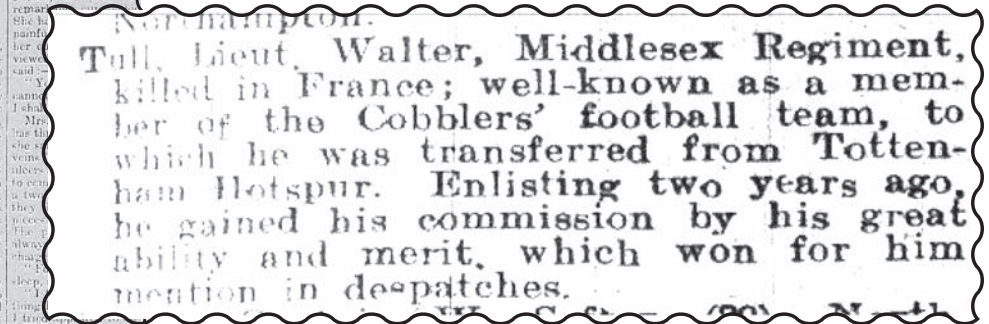 Northampton.
Tull, Lieut. Walter, Middlesex Regiment,
killed in France; well-known as a mem-
ber of the Cobblers' football team, to
which he was transferred from Totten-
ham Hotspur. Enlisting two years ago,
he gained his commission by his great
ability and merit, which won for him
mention in despatches.